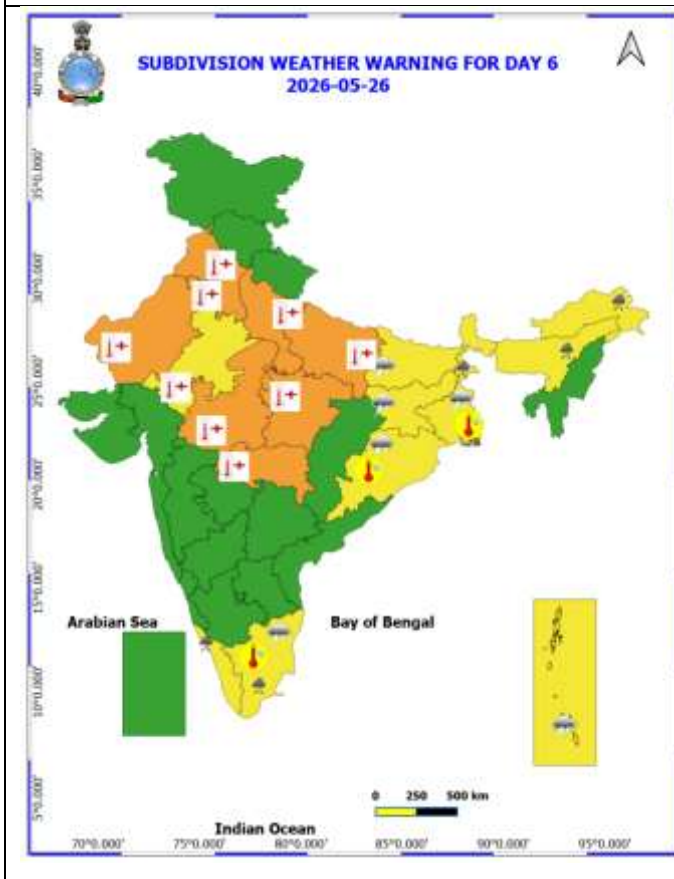 SUBDIVISION WEATHER WARNING FOR DAY 6
2026-05-26
40°0.000'
35°0.000'
30°0.000'
25°0.000'
20°0.000'
15°0.000'
10°0.000'
5°0.000'
Arabian Sea
Bay of Bengal
0 250 500 km
Indian Ocean
70°0.000' 75°0.000' 80°0.000' 85°0.000' 90°0.000' 95°0.000'